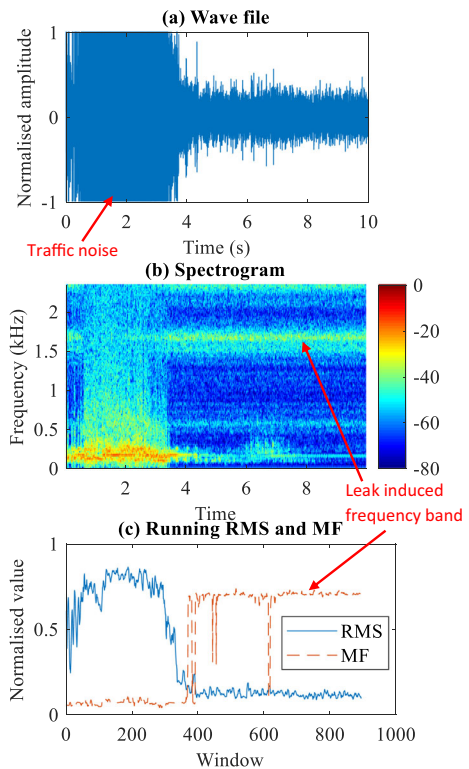 (a) Wave file
Normalised amplitude
1
0
-1
0 2 4 6 8 10
Time (s)
Traffic noise
(b) Spectrogram
Frequency (kHz)
2
1.5
1
0.5
0
2 4 6 8
Time
0
-20
-40
-60
-80
Leak induced
frequency band
(c) Running RMS and MF
Normalised value
1
0.5
0
RMS
MF
0 200 400 600 800 1000
Window